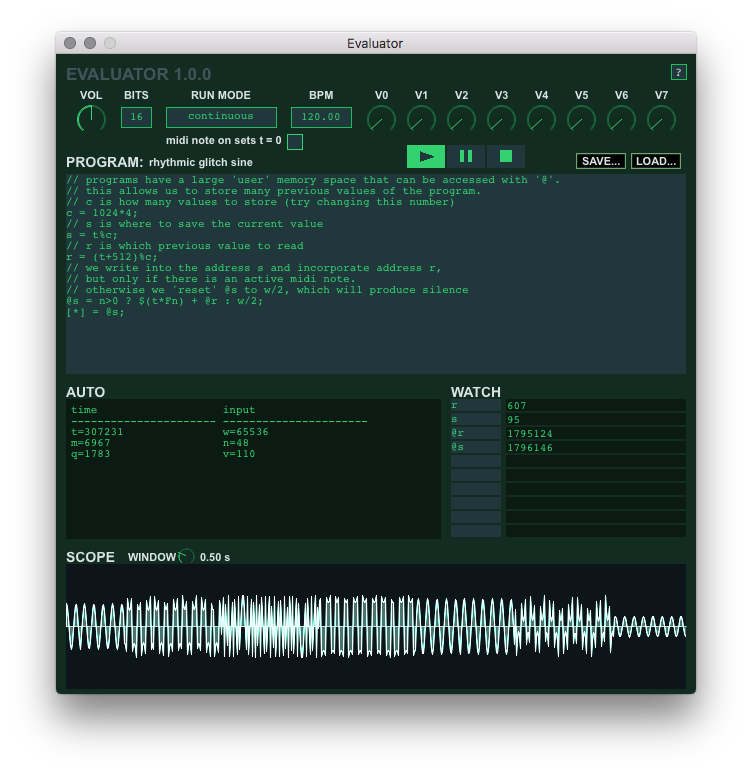 Evaluator
EVALUATOR 1.0.0
?
VOL BITS RUN MODE BPM V0 V1 V2 V3 V4 V5 V6 V7
16 continuous 120.00
midi note on sets t = 0
PROGRAM: rhythmic glitch sine SAVE... LOAD...
// programs have a large 'user' memory space that can be accessed with '@'.
// this allows us to store many previous values of the program.
// c is how many values to store (try changing this number)
c = 1024*4;
// s is where to save the current value
s = t%c;
// r is which previous value to read
r = (t+512)%c;
// we write into the address s and incorporate address r,
// but only if there is an active midi note.
// otherwise we 'reset' @s to w/2, which will produce silence
@s = n>0 ? $(t*Fn) + @r : w/2;
[*] = @s;
AUTO
time input
---------------------- ----------------------
t=307231 w=65536
m=6967 n=48
q=1783 v=110
WATCH
r 607
s 95
@r 1795124
@s 1796146
SCOPE WINDOW 0.50 s